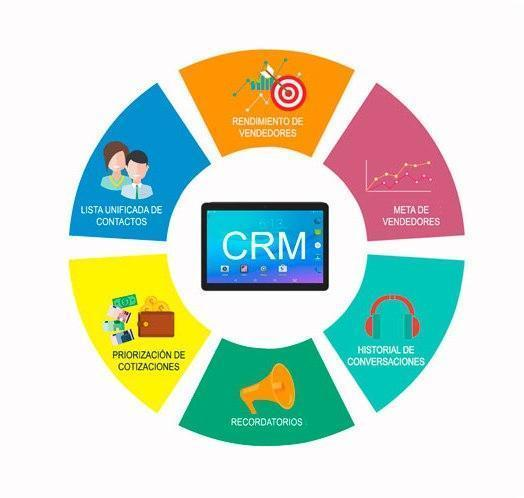 RENDIMIENTO DE
VENDEDORES
META DE
VENDEDORES
HISTORIAL DE
CONVERSACIONES
RECORDATORIOS
PRIORIZACIÓN DE
COTIZACIONES
LISTA UNIFICADA DE
CONTACTOS
CRM